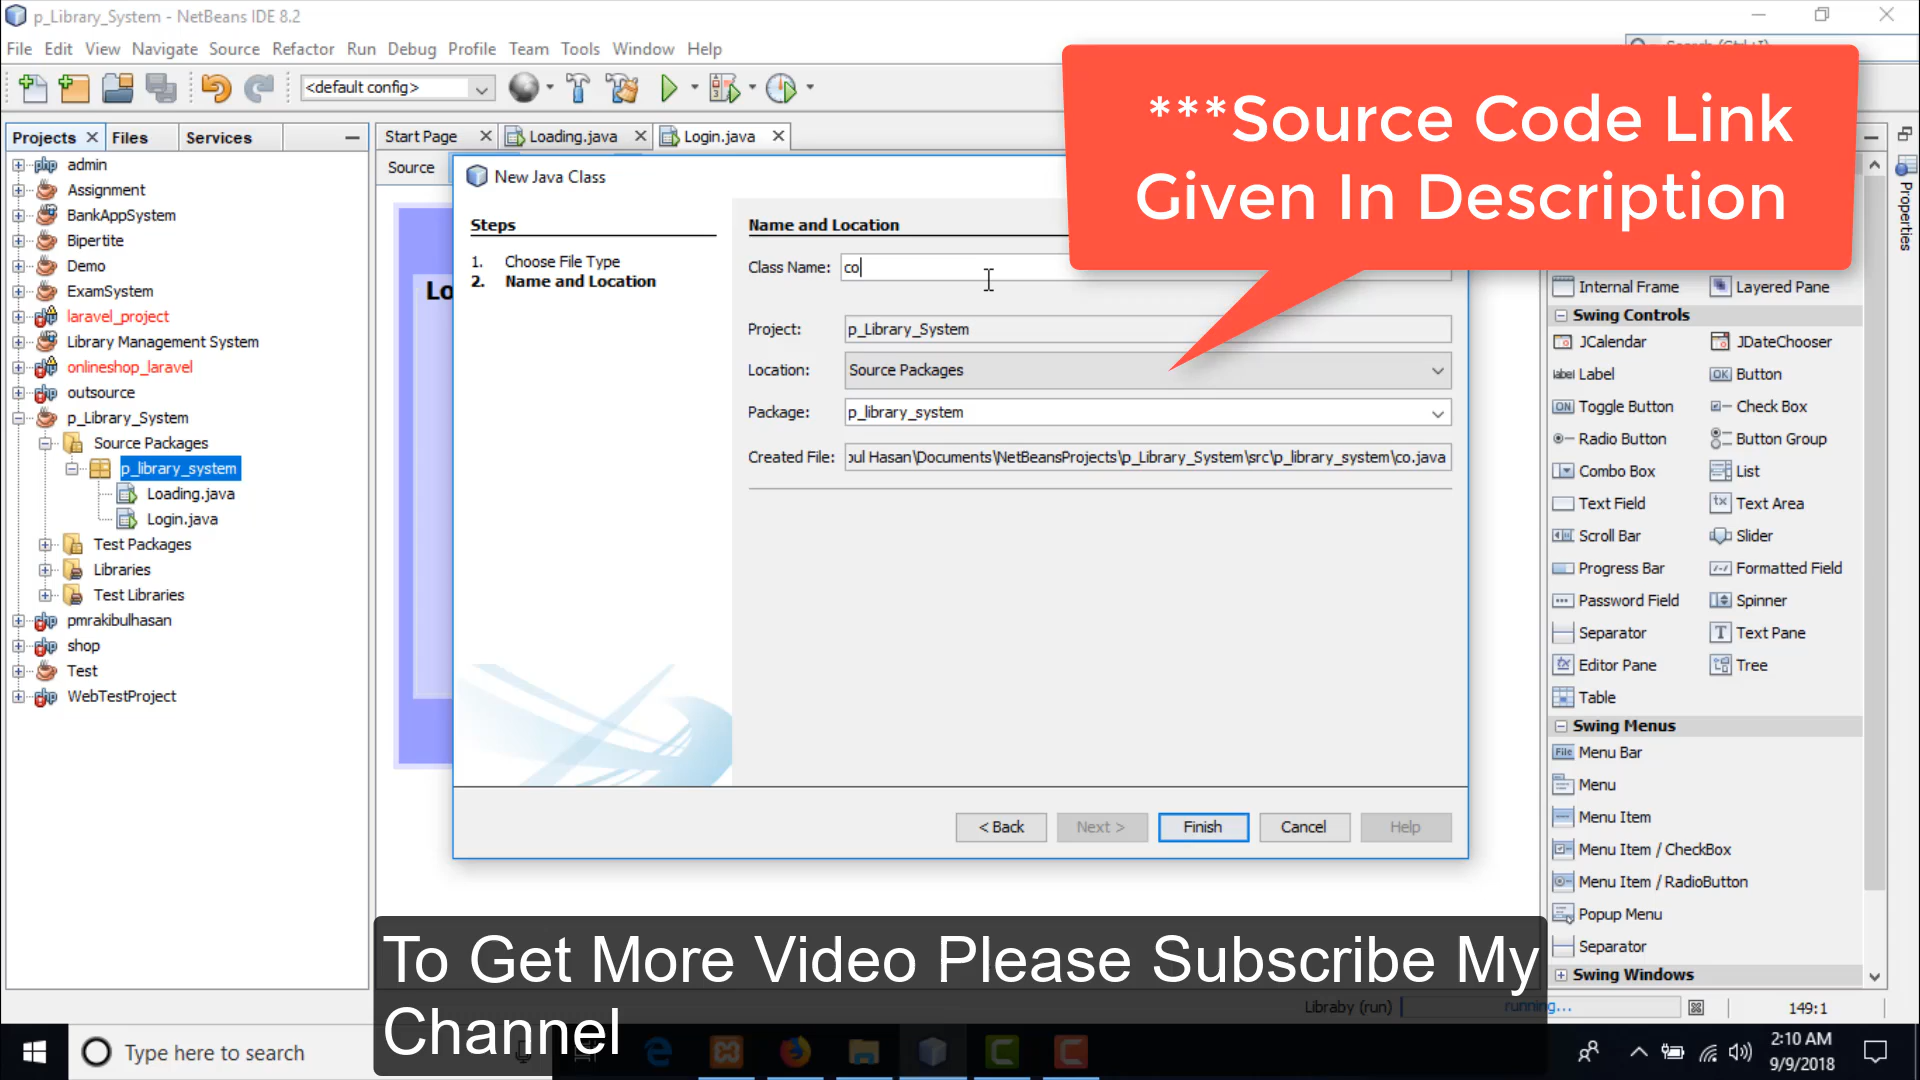 p_Library_System - NetBeans IDE 8.2
File Edit View Navigate Source Refactor Run Debug Profile Team Tools Window Help
<default config>
***Source Code Link
Given In Description
Projects Files Services
Start Page Loading.java Login.java
Source
Properties
admin
Assignment
BankAppSystem
Bipertite
Demo
ExamSystem
laravel_project
Library Management System
onlineshop_laravel
outsource
p_Library_System
Source Packages
p_library_system
Loading.java
Login.java
Test Packages
Libraries
Test Libraries
pmrakibulhasan
shop
Test
WebTestProject
Lo
New Java Class
Steps
1. Choose File Type
2. Name and Location
Name and Location
Class Name: co
Project: p_Library_System
Location: Source Packages
Package: p_library_system
Created File: oul Hasan\Documents\NetBeansProjects\p_Library_System\src\p_library_system\co.java
< Back Next > Finish Cancel Help
Internal Frame Layered Pane
Swing Controls
JCalendar JDateChooser
label Label OK Button
ON Toggle Button Check Box
Radio Button Button Group
Combo Box List
Text Field Text Area
Scroll Bar Slider
Progress Bar Formatted Field
Password Field Spinner
Separator Text Pane
Editor Pane Tree
Table
Swing Menus
File Menu Bar
Menu
Menu Item
Menu Item / CheckBox
Menu Item / RadioButton
Popup Menu
Separator
Swing Windows
To Get More Video Please Subscribe My
Channel
Libraby (run) running... 149:1
Type here to search
2:10 AM
9/9/2018